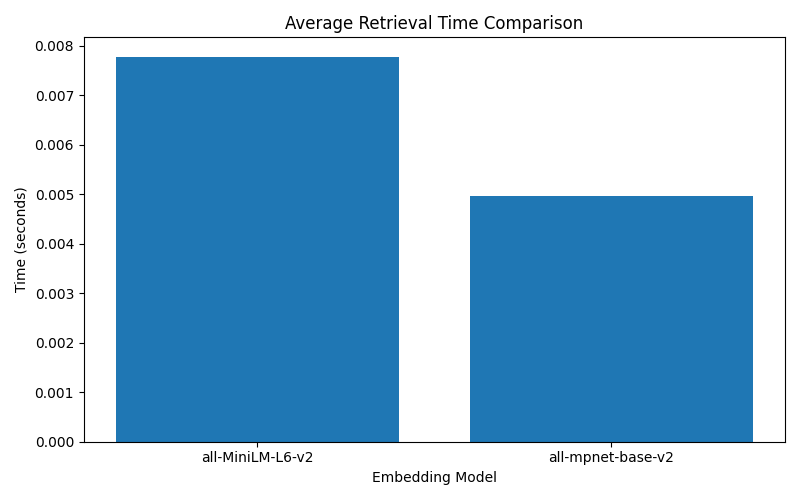 Average Retrieval Time Comparison
Time (seconds)
0.008
0.007
0.006
0.005
0.004
0.003
0.002
0.001
0.000
all-MiniLM-L6-v2
all-mpnet-base-v2
Embedding Model